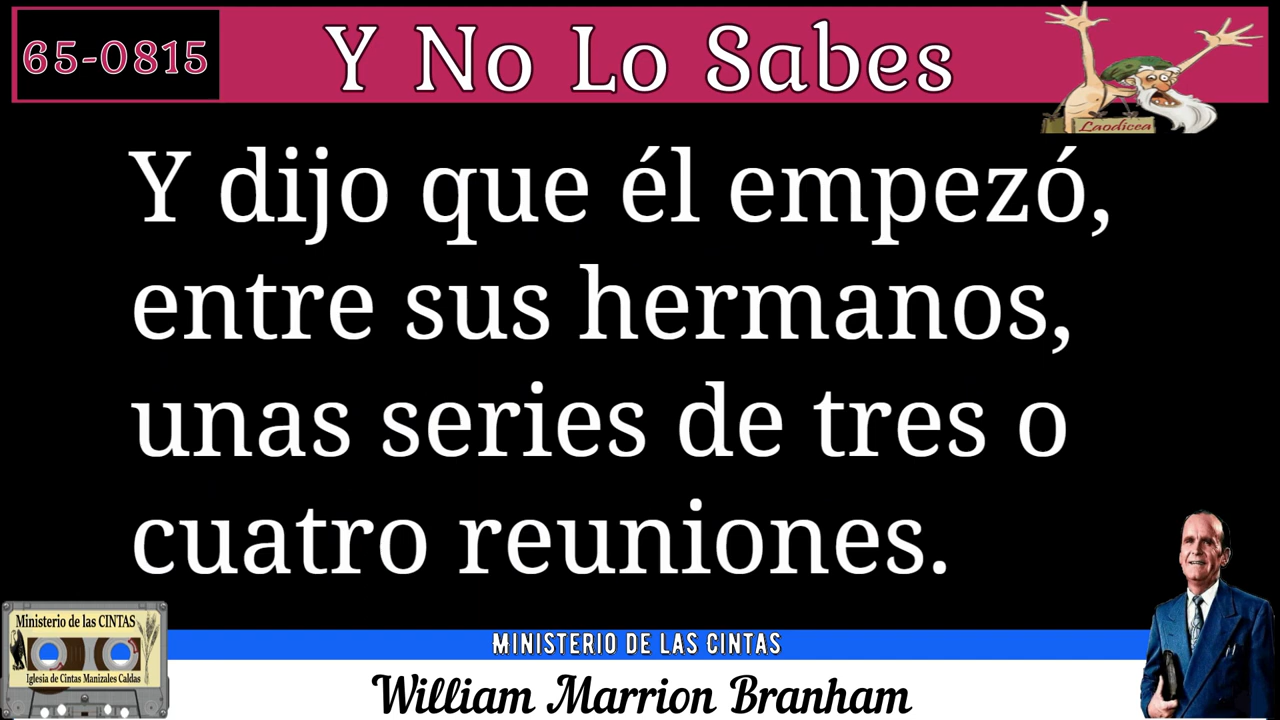 65-0815
Y No Lo Sabes
Laodicea
Y dijo que él empezó,
entre sus hermanos,
unas series de tres o
cuatro reuniones.
Ministerio de las CINTAS
Iglesia de Cintas Manizales Caldas
MINISTERIO DE LAS CINTAS
William Marrion Branham